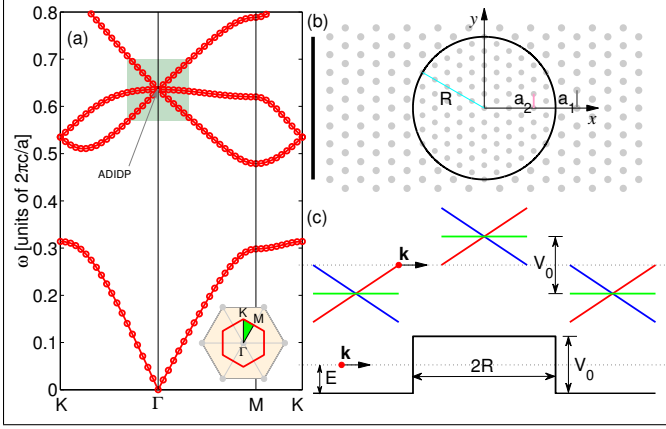 (a)
ω [units of 2πc/a]
0.8
0.7
0.6
0.5
0.4
0.3
0.2
0.1
0
K
Γ
M
K
ADIDP
K
M
Γ
(b)
y
R
a2
a1
x
(c)
k
V0
k
E
2R
V0